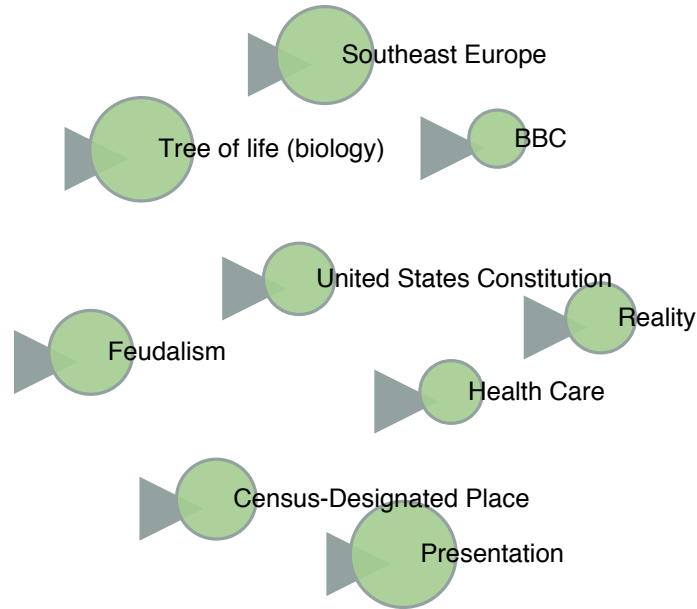 Southeast Europe
BBC
Tree of life (biology)
United States Constitution
Reality
Feudalism
Health Care
Census-Designated Place
Presentation